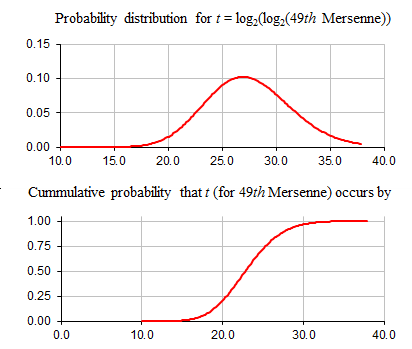 Probability distribution for t = log₂(log₂(49th Mersenne))
0.15
0.10
0.05
0.00
10.0 15.0 20.0 25.0 30.0 35.0 40.0
Cummulative probability that t (for 49th Mersenne) occurs by
1.00
0.75
0.50
0.25
0.00
0.0 10.0 20.0 30.0 40.0